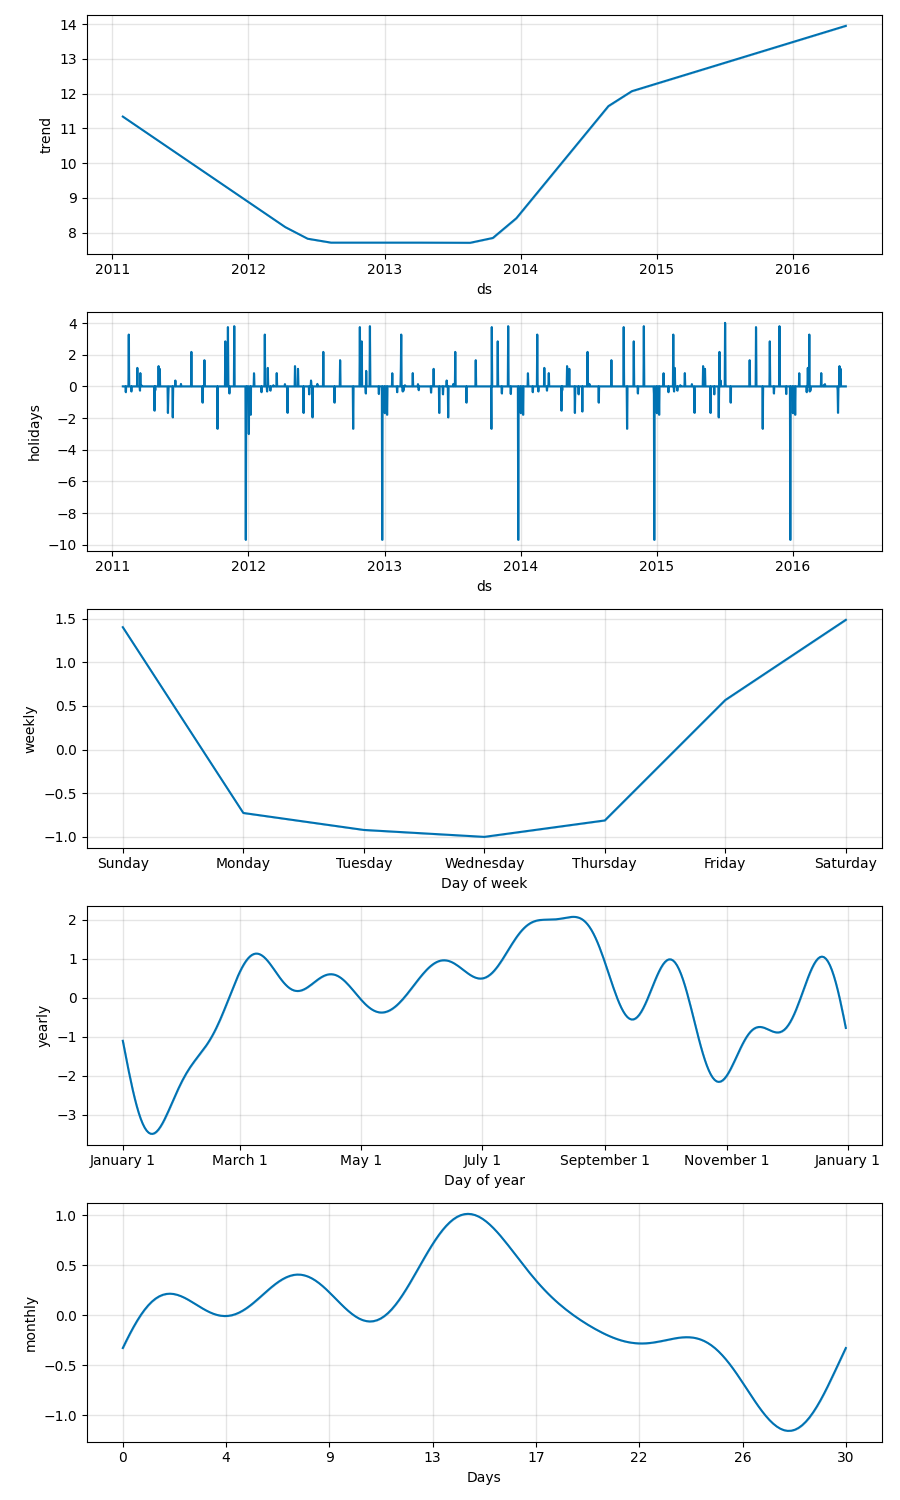 14
13
12
11
10
9
8
trend
2011 2012 2013 2014 2015 2016
ds
4
2
0
−2
−4
−6
−8
−10
holidays
2011 2012 2013 2014 2015 2016
ds
1.5
1.0
0.5
0.0
−0.5
−1.0
weekly
Sunday Monday Tuesday Wednesday Thursday Friday Saturday
Day of week
2
1
0
−1
−2
−3
yearly
January 1 March 1 May 1 July 1 September 1 November 1 January 1
Day of year
1.0
0.5
0.0
−0.5
−1.0
monthly
0 4 9 13 17 22 26 30
Days